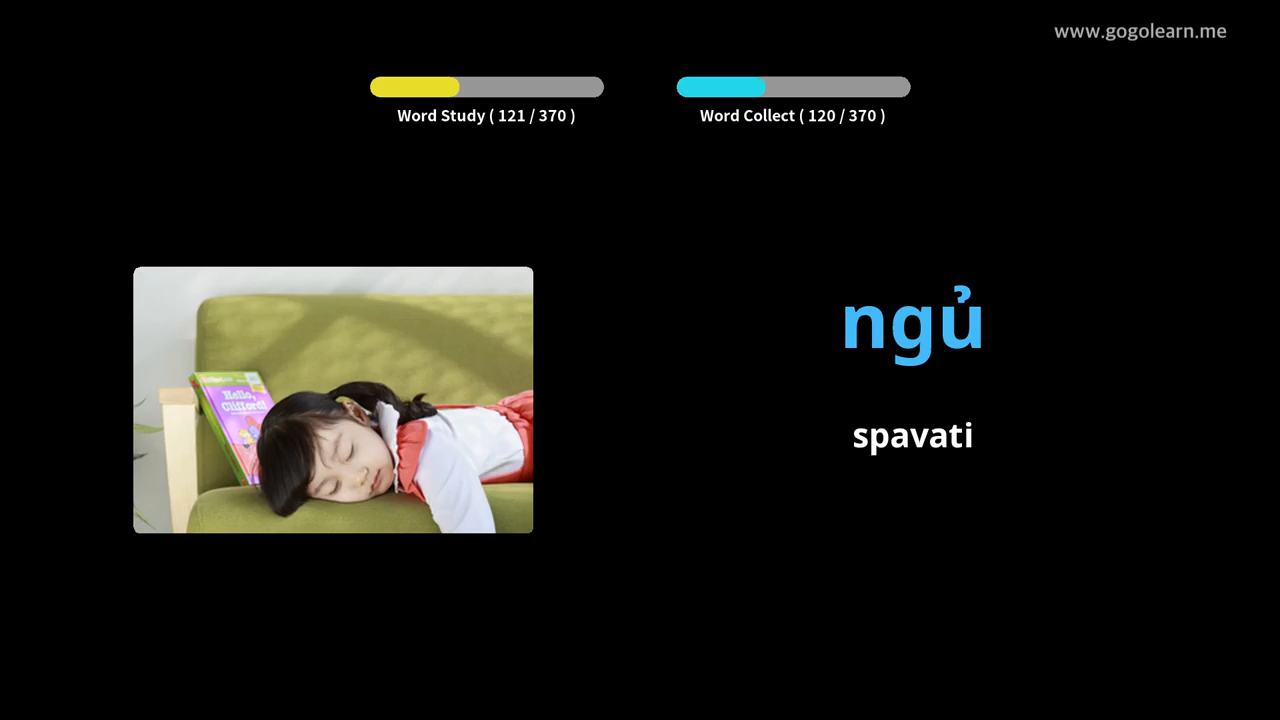 www.gogolearn.me
Word Study ( 121 / 370 )
Word Collect ( 120 / 370 )
Hello,
Clifford!
ngủ
spavati